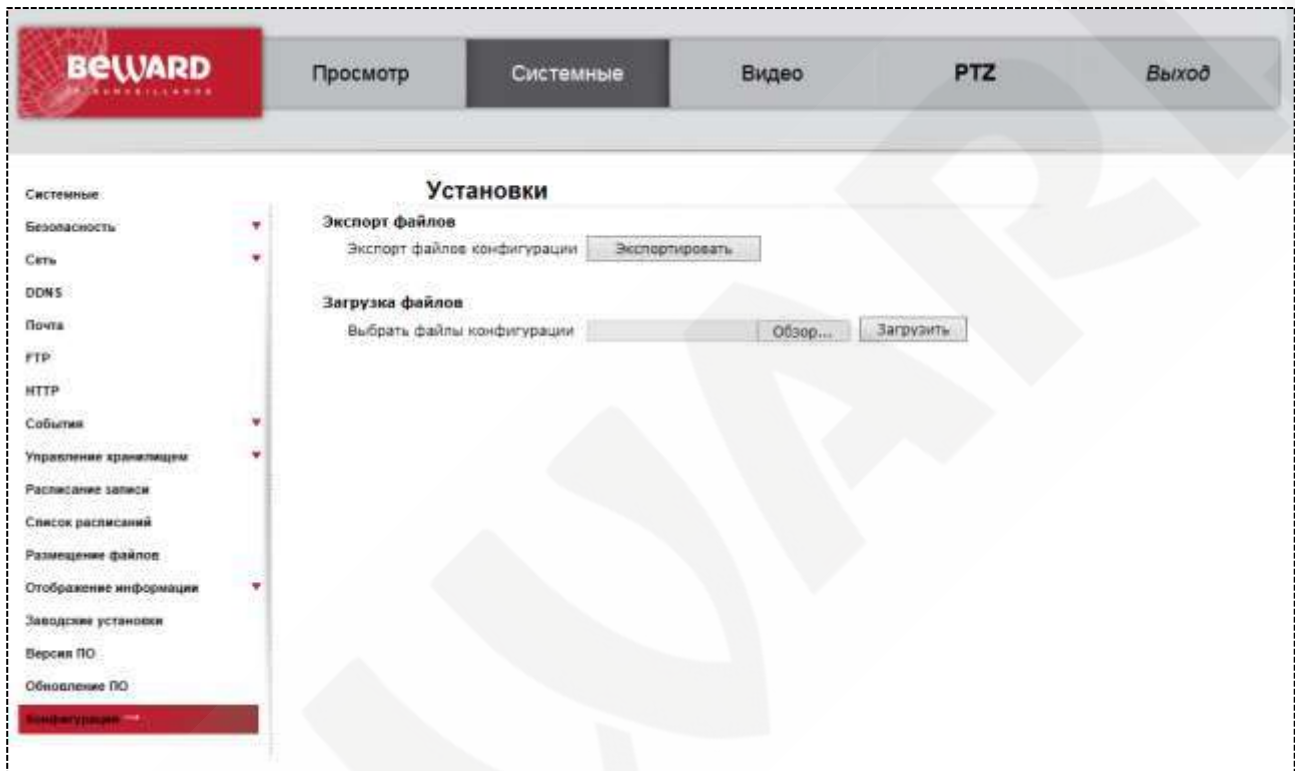 BEWARD
Просмотр Системные Видео PTZ Выход
Установки
Системные
Безопасность
Сеть
DDNS
Почта
FTP
HTTP
События
Управление хранилищем
Расписание записи
Список расписаний
Размещение файлов
Отображение информации
Заводские установки
Версия ПО
Обновление ПО
Конфигурация
Экспорт файлов
Экспорт файлов конфигурации Экспортировать
Загрузка файлов
Выбрать файлы конфигурации Обзор... Загрузить